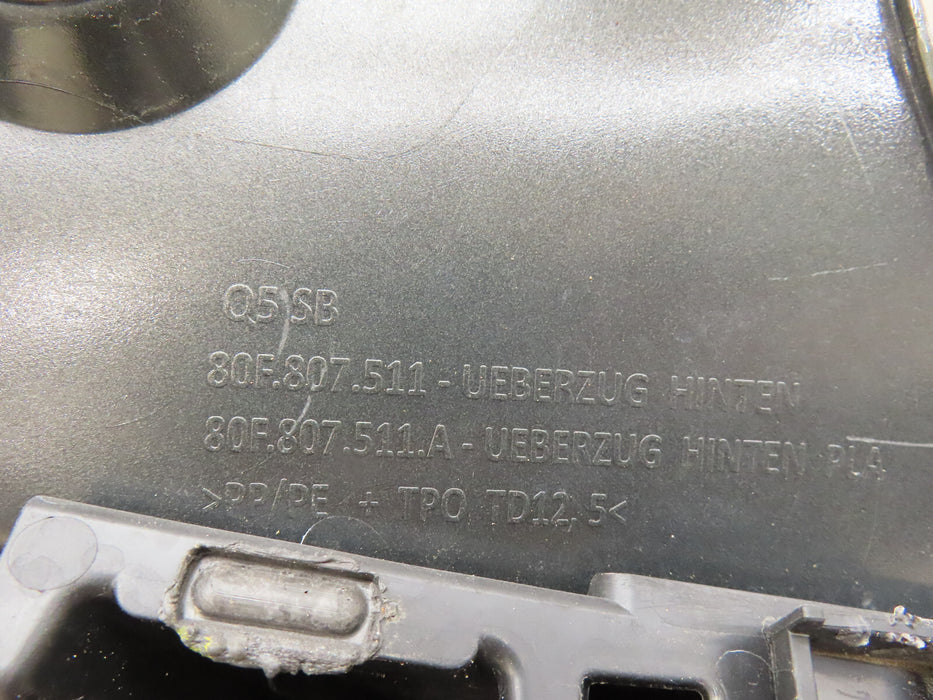 Q5 SB
80F.807.511 - UEBERZUG HINTEN
80F.807.511.A - UEBERZUG HINTEN PLA
>PP/PE + TPO TD12,5<